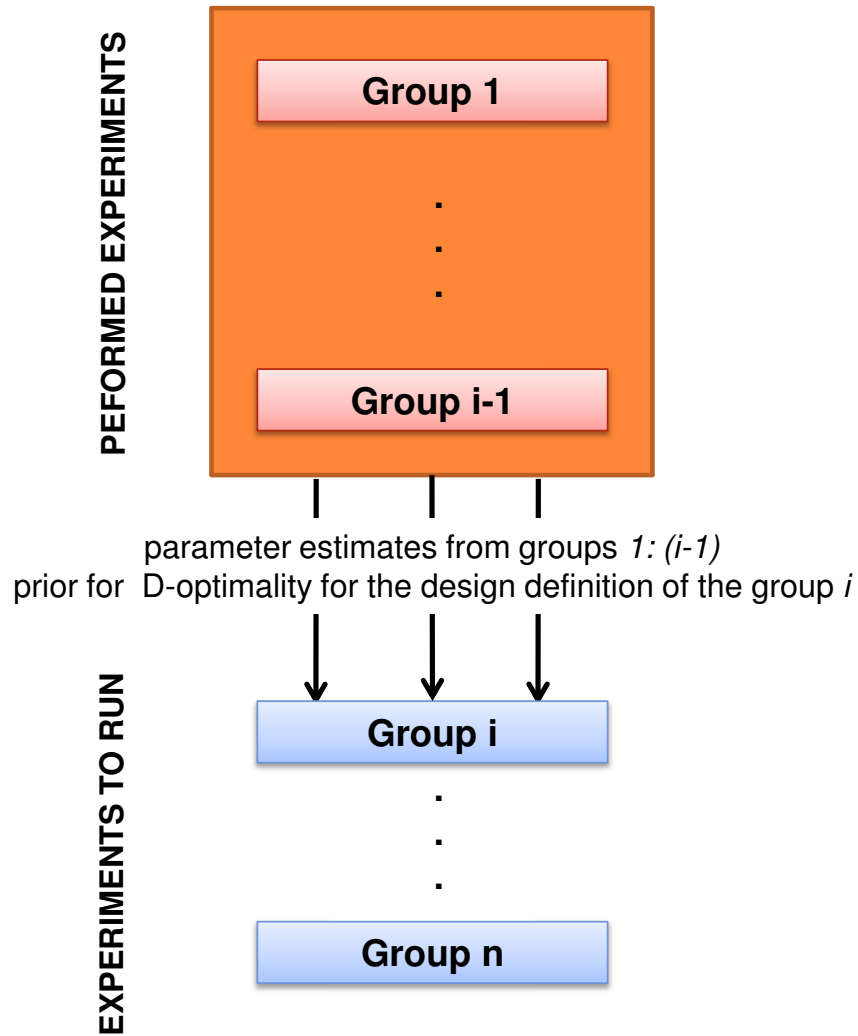 PEFORMED EXPERIMENTS
Group 1
.
.
.
Group i-1
parameter estimates from groups 1: (i-1)
prior for D-optimality for the design definition of the group i
EXPERIMENTS TO RUN
Group i
.
.
.
Group n